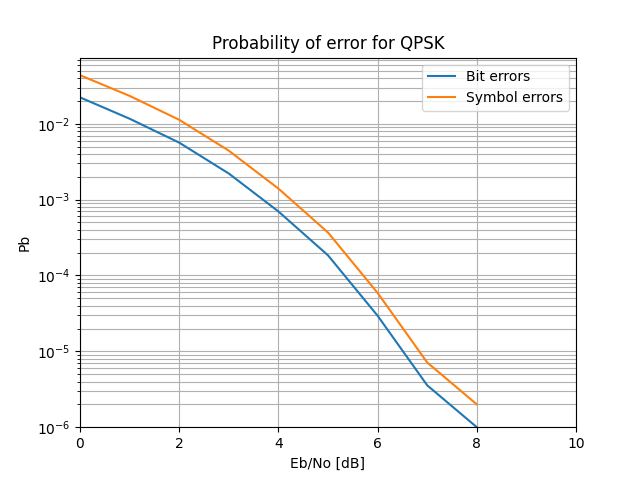 Probability of error for QPSK
Bit errors
Symbol errors
10⁻²
10⁻³
10⁻⁴
10⁻⁵
10⁻⁶
Pb
0 2 4 6 8 10
Eb/No [dB]